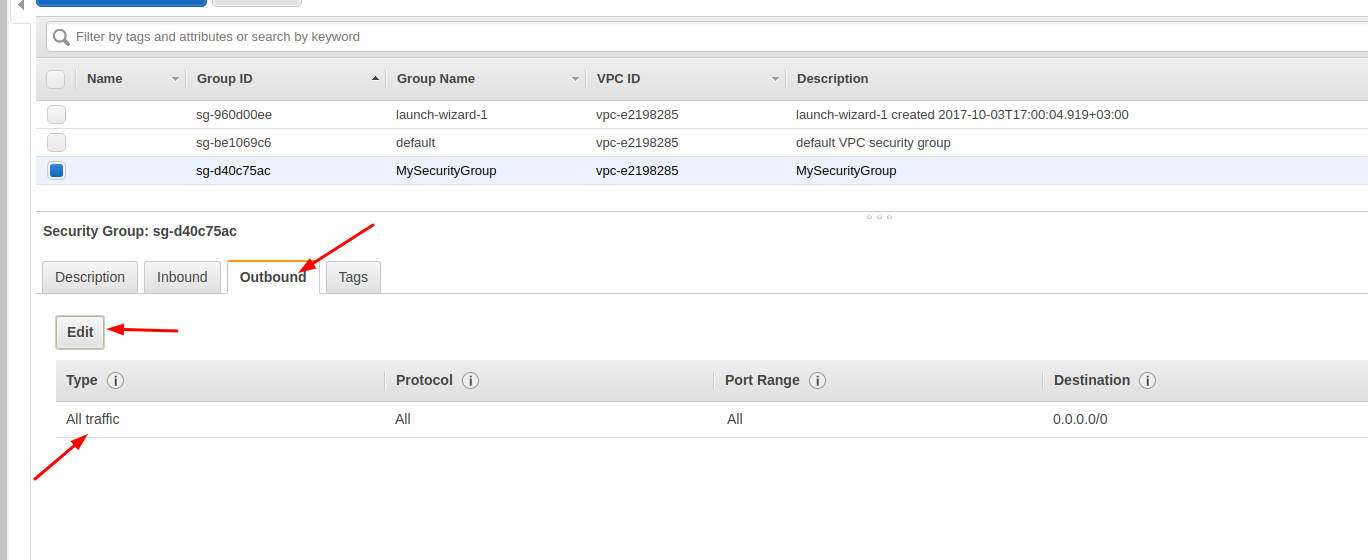 Filter by tags and attributes or search by keyword
Name Group ID Group Name VPC ID Description
sg-960d00ee launch-wizard-1 vpc-e2198285 launch-wizard-1 created 2017-10-03T17:00:04.919+03:00
sg-be1069c6 default vpc-e2198285 default VPC security group
sg-d40c75ac MySecurityGroup vpc-e2198285 MySecurityGroup
Security Group: sg-d40c75ac
Description Inbound Outbound Tags
Edit
Type i Protocol i Port Range i Destination i
All traffic All All 0.0.0.0/0